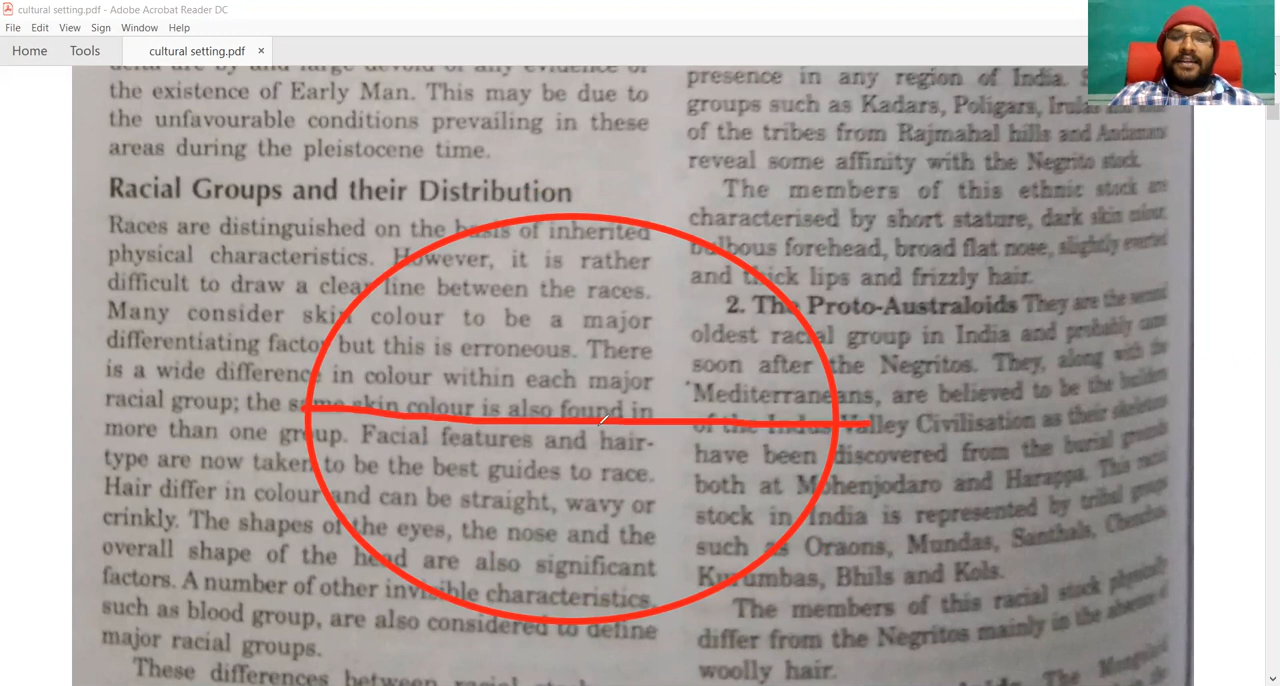 cultural setting.pdf - Adobe Acrobat Reader DC
File Edit View Sign Window Help
Home Tools cultural setting.pdf ×
the existence of Early Man. This may be due to
the unfavourable conditions prevailing in these
areas during the pleistocene time.
Racial Groups and their Distribution
Races are distinguished on the basis of inherited
physical characteristics. However, it is rather
difficult to draw a clear line between the races.
Many consider skin colour to be a major
differentiating factor but this is erroneous. There
is a wide difference in colour within each major
racial group; the same skin colour is also found in
more than one group. Facial features and hair-
type are now taken to be the best guides to race.
Hair differ in colour and can be straight, wavy or
crinkly. The shapes of the eyes, the nose and the
overall shape of the head are also significant
factors. A number of other invisible characteristics,
such as blood group, are also considered to define
major racial groups.
These differences between racial
presence in any region of India.
groups such as Kadars, Poligars,
of the tribes from Rajmahal hills and Andamans
reveal some affinity with the Negrito stock.
The members of this ethnic stock are
characterised by short stature, dark skin colour,
bulbous forehead, broad flat nose, slightly everted
and thick lips and frizzly hair.
2. The Proto-Australoids They are the second
oldest racial group in India and probably came
soon after the Negritos. They, along with the
Mediterraneans, are believed to be the builders
of the Indus Valley Civilisation as their skeletons
have been discovered from the burial grounds
both at Mohenjodaro and Harappa. This racial
stock in India is represented by tribal groups
such as Oraons, Mundas, Santhals, Chenchus
Kurumbas, Bhils and Kols.
The members of this racial stock physically
differ from the Negritos mainly in the absence of
woolly hair.
The